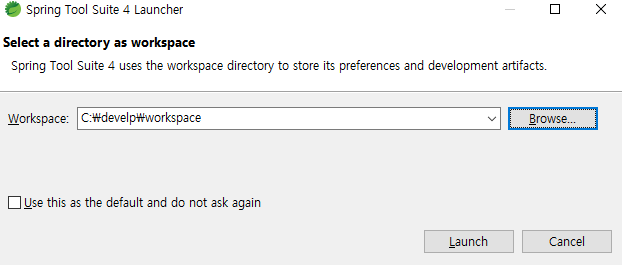 Spring Tool Suite 4 Launcher
Select a directory as workspace
Spring Tool Suite 4 uses the workspace directory to store its preferences and development artifacts.
Workspace: C:₩develp₩workspace Browse...
Use this as the default and do not ask again
Launch Cancel